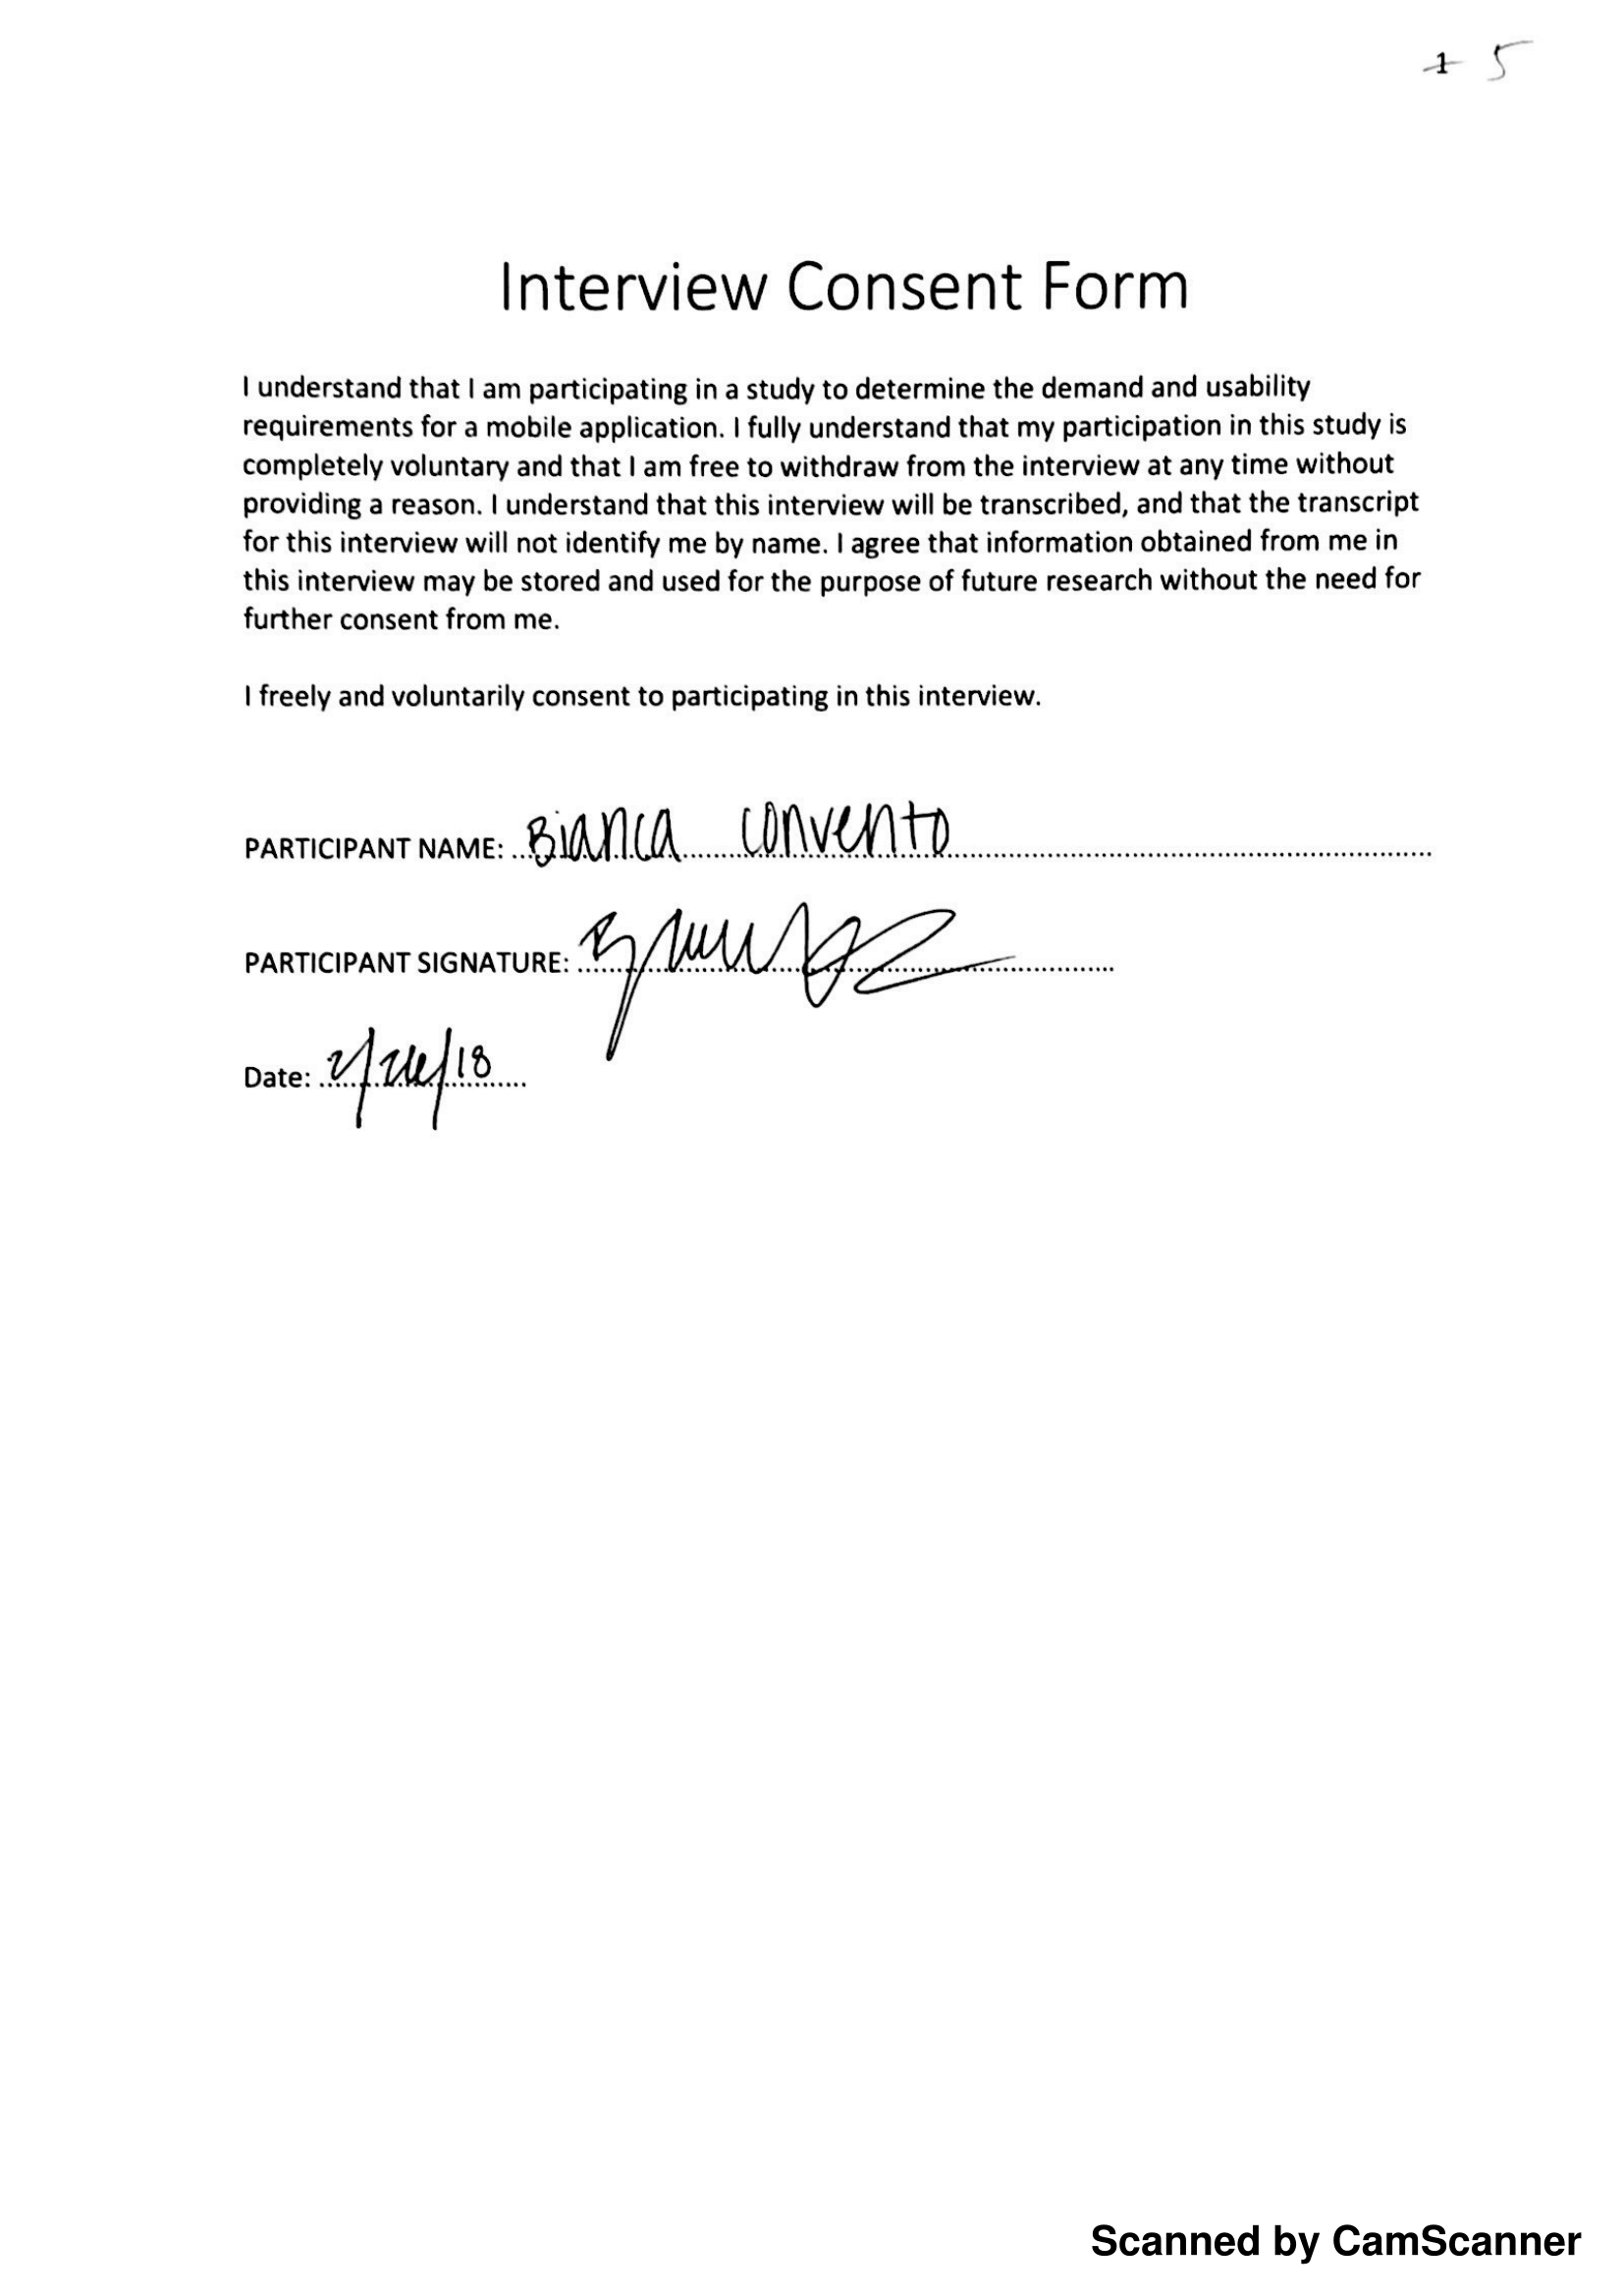 1 5
Interview Consent Form
I understand that I am participating in a study to determine the demand and usability
requirements for a mobile application. I fully understand that my participation in this study is
completely voluntary and that I am free to withdraw from the interview at any time without
providing a reason. I understand that this interview will be transcribed, and that the transcript
for this interview will not identify me by name. I agree that information obtained from me in
this interview may be stored and used for the purpose of future research without the need for
further consent from me.
I freely and voluntarily consent to participating in this interview.
PARTICIPANT NAME: Bianca Convento
PARTICIPANT SIGNATURE:
Date: 2/26/18
Scanned by CamScanner